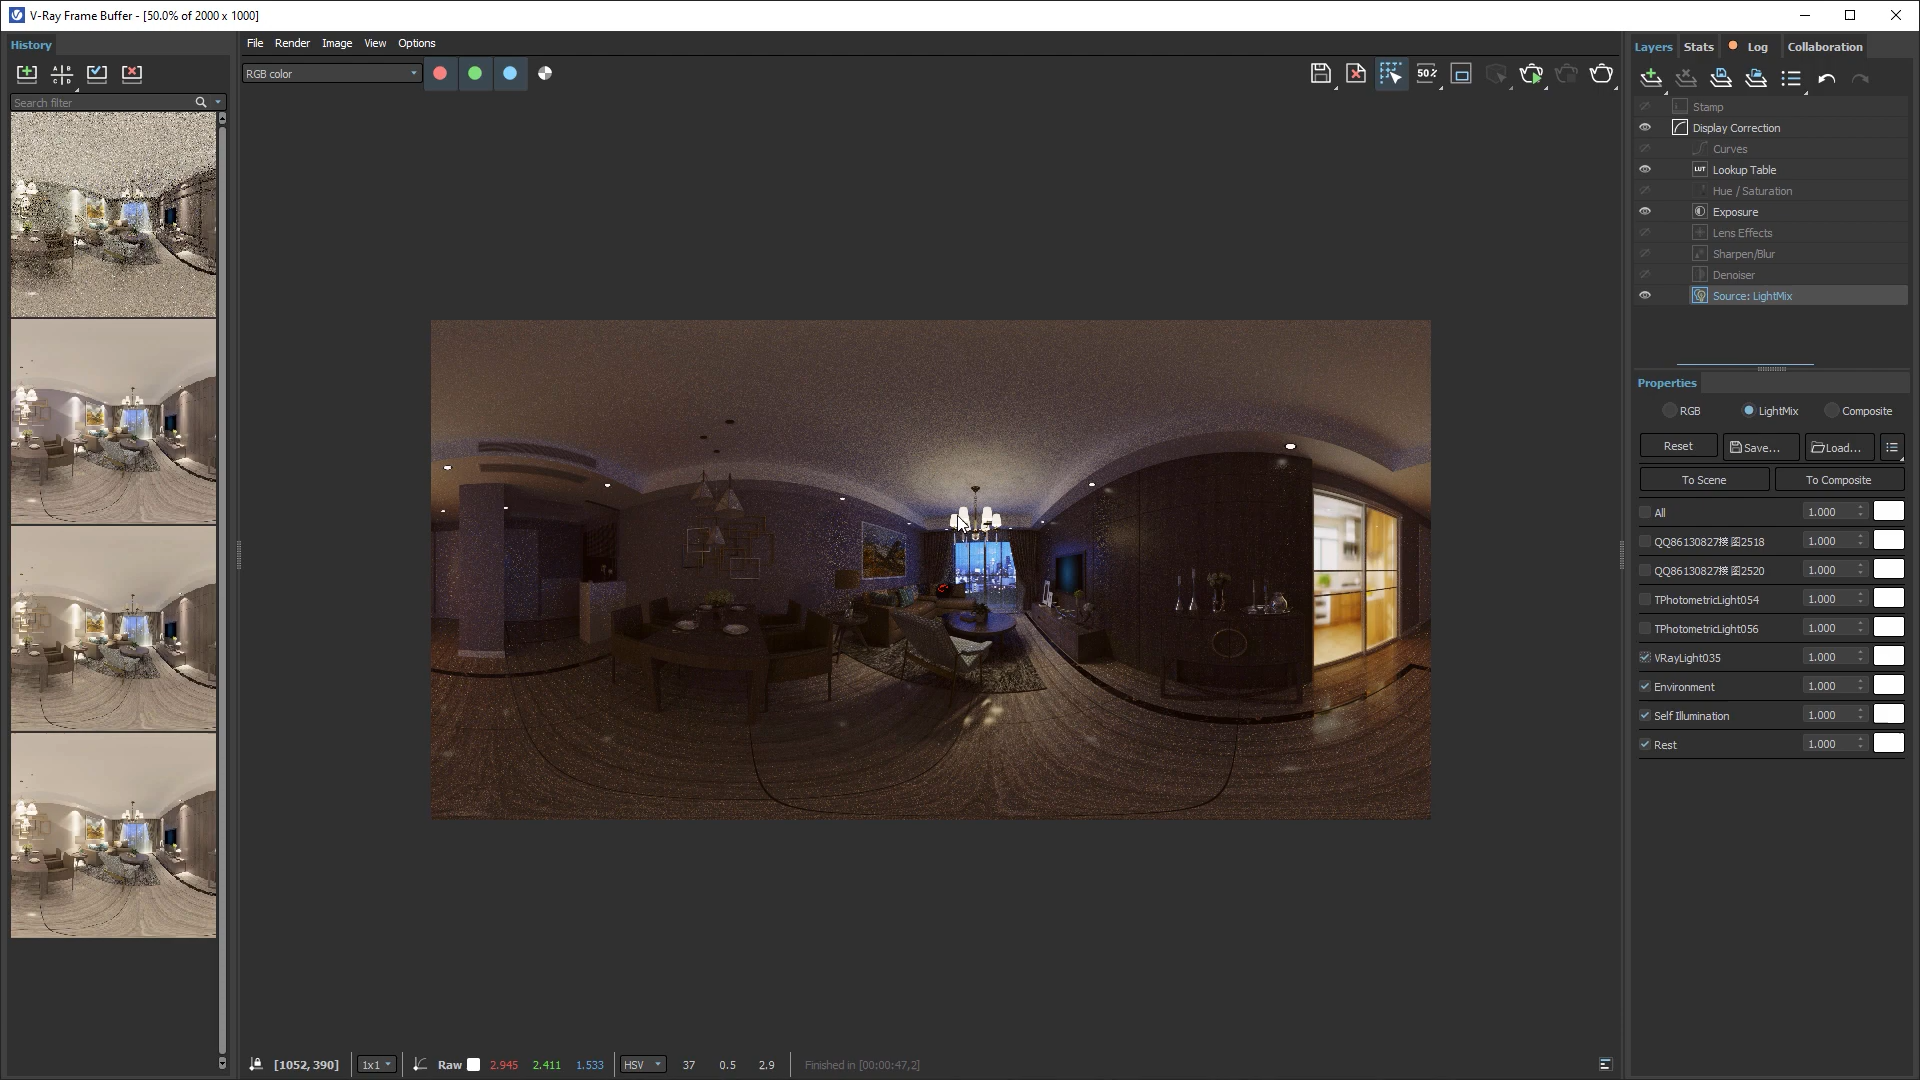 V-Ray Frame Buffer - [50.0% of 2000 x 1000]
History
File Render Image View Options
Layers Stats Log Collaboration
RGB color
50%
Search filter
Stamp
Display Correction
Curves
LUT Lookup Table
Hue / Saturation
Exposure
Lens Effects
Sharpen/Blur
Denoiser
Source: LightMix
Properties
RGB LightMix Composite
Reset Save... Load...
To Scene To Composite
All 1.000
QQ86130827接图2518 1.000
QQ86130827接图2520 1.000
TPhotometricLight054 1.000
TPhotometricLight056 1.000
VRayLight035 1.000
Environment 1.000
Self Illumination 1.000
Rest 1.000
[1052, 390] 1x1 Raw 2.945 2.411 1.533 HSV 37 0.5 2.9 Finished in [00:00:47,2]